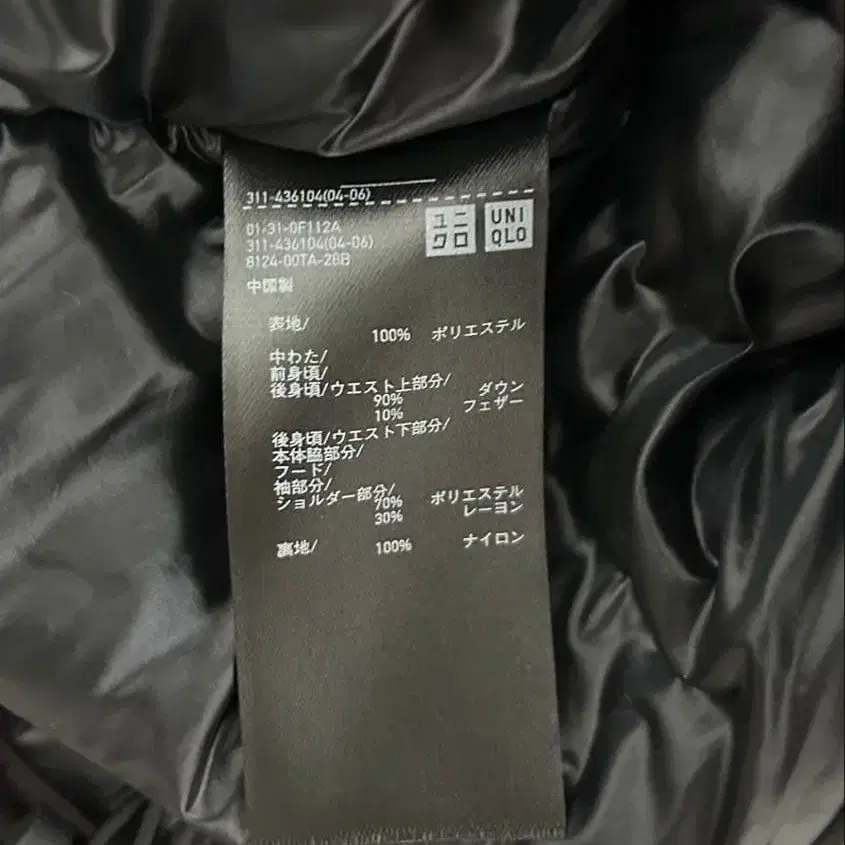 311-436104(04-06)
01-31-0F112A
311-436104(04-06)
8124-00TA-28B
ユニ
クロ
UNI
QLO
中国製
表地/
100% ポリエステル
中わた/
前身頃/
後身頃/ウエスト上部分/
90% ダウン
10% フェザー
後身頃/ウエスト下部分/
本体脇部分/
フード/
袖部分/
ショルダー部分/
70% ポリエステル
30% レーヨン
裏地/ 100% ナイロン